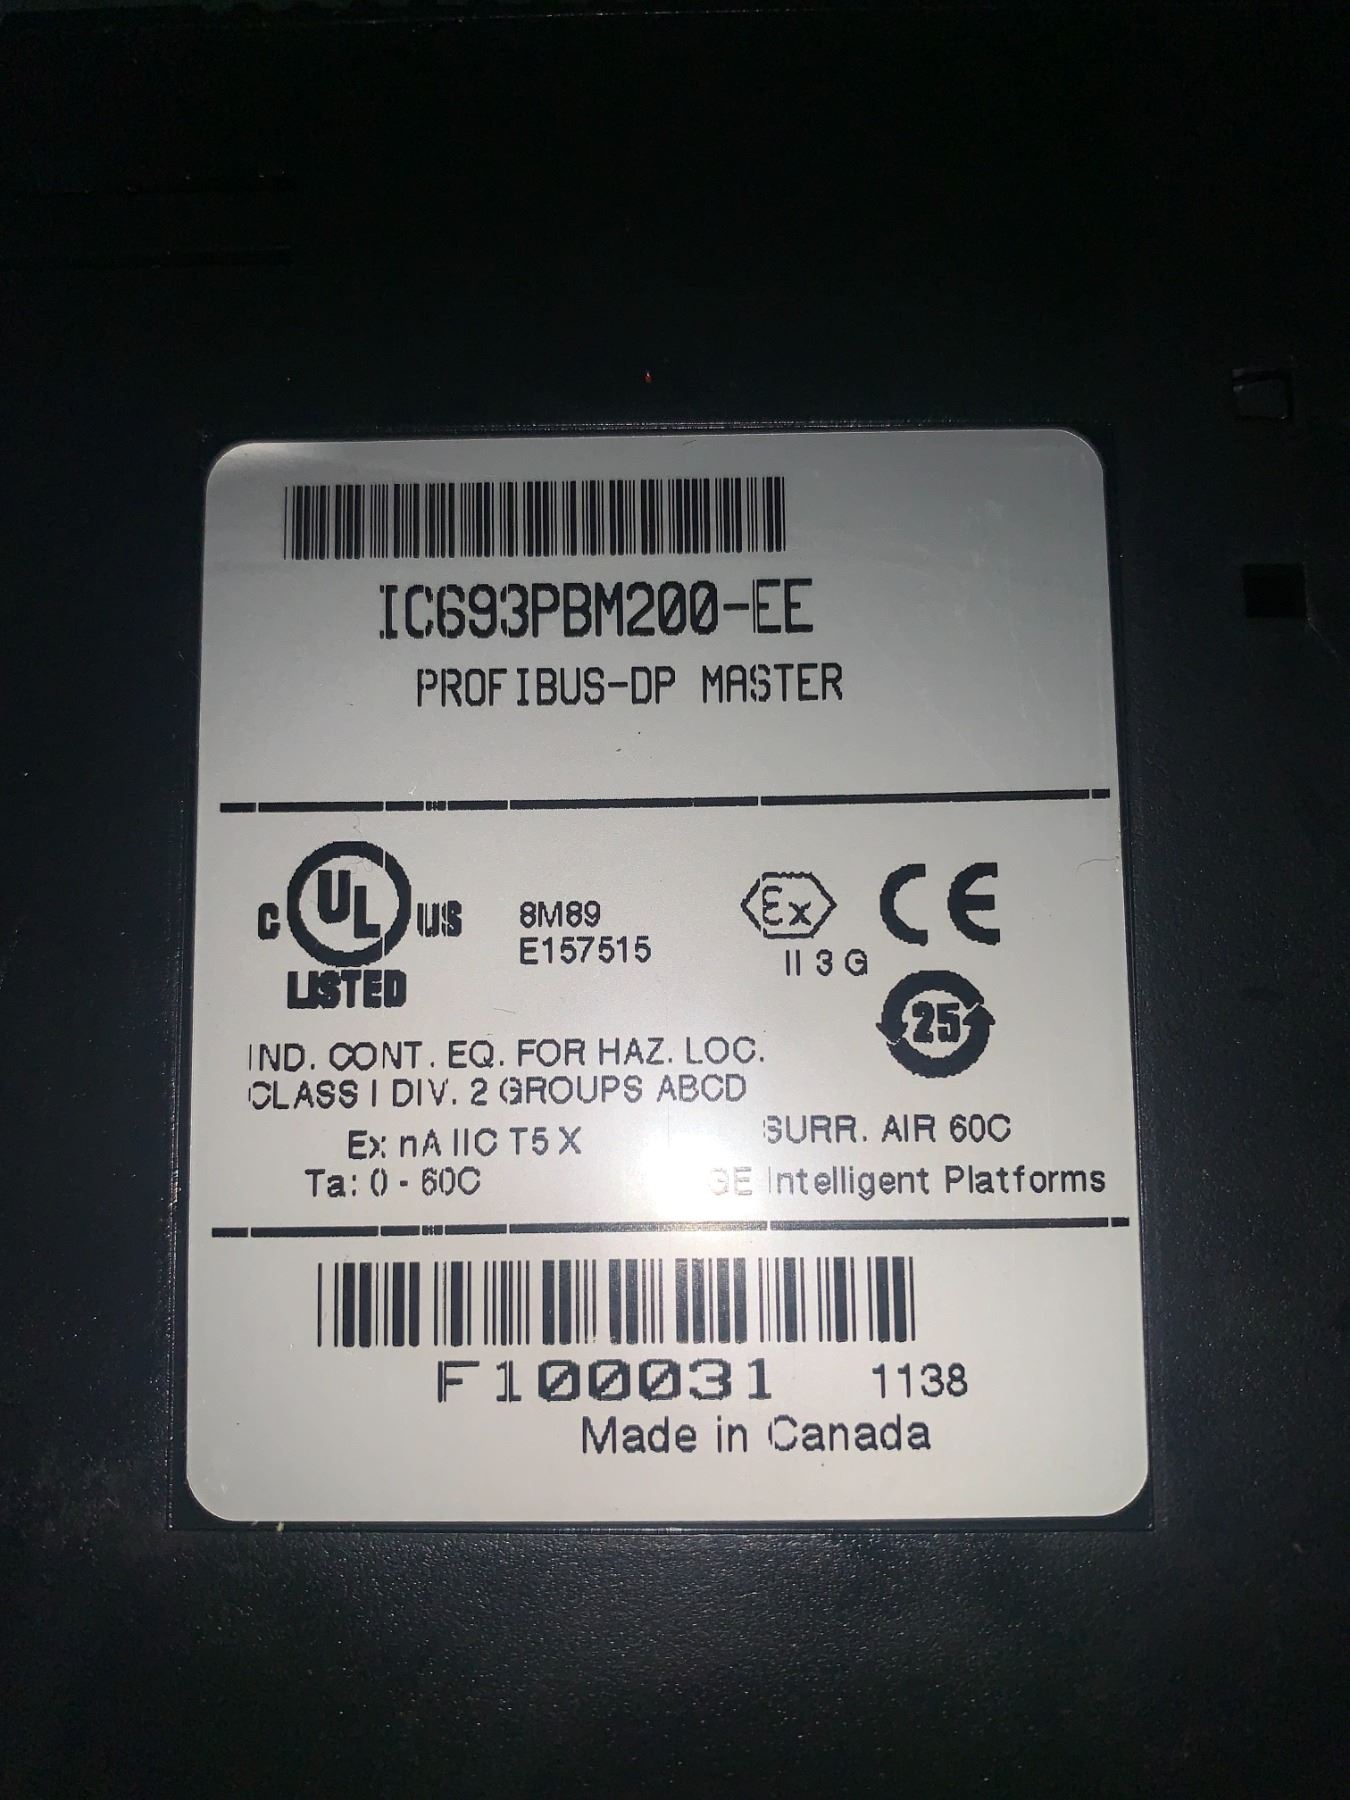 IC693PBM200-EE
PROFIBUS-DP MASTER
C UL US
LISTED
8M89
E157515
Ex CE
II 3 G
25
IND. CONT. EQ. FOR HAZ. LOC.
CLASS I DIV. 2 GROUPS ABCD
Ex nA IIC T5 X
Ta: 0 - 60C
SURR. AIR 60C
GE Intelligent Platforms
F100031 1138
Made in Canada